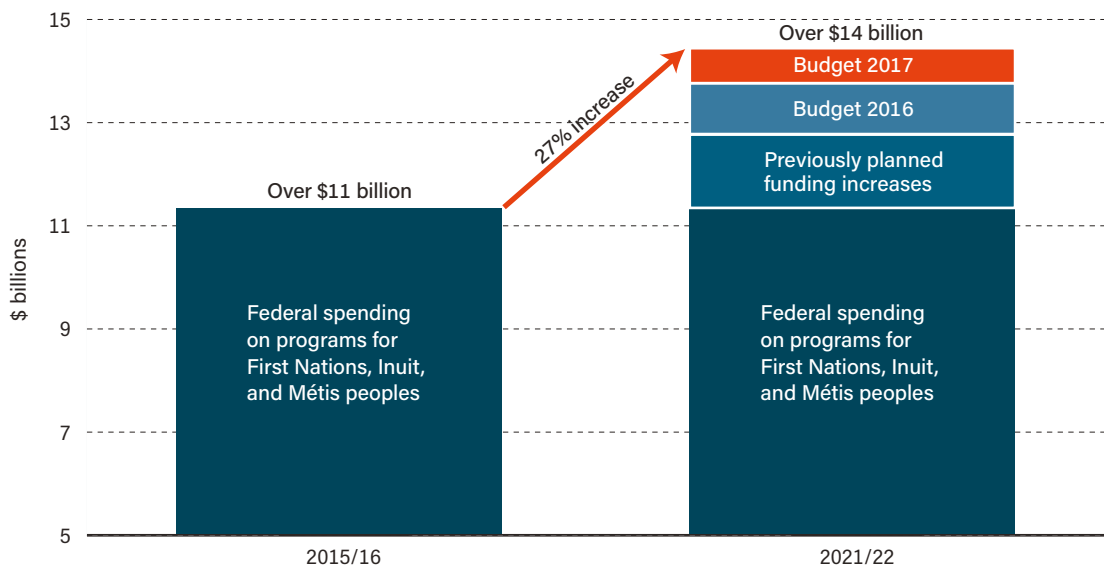 $ billions
15
13
11
9
7
5
Over $11 billion
Federal spending
on programs for
First Nations, Inuit,
and Métis peoples
2015/16
27% increase
Over $14 billion
Budget 2017
Budget 2016
Previously planned
funding increases
Federal spending
on programs for
First Nations, Inuit,
and Métis peoples
2021/22